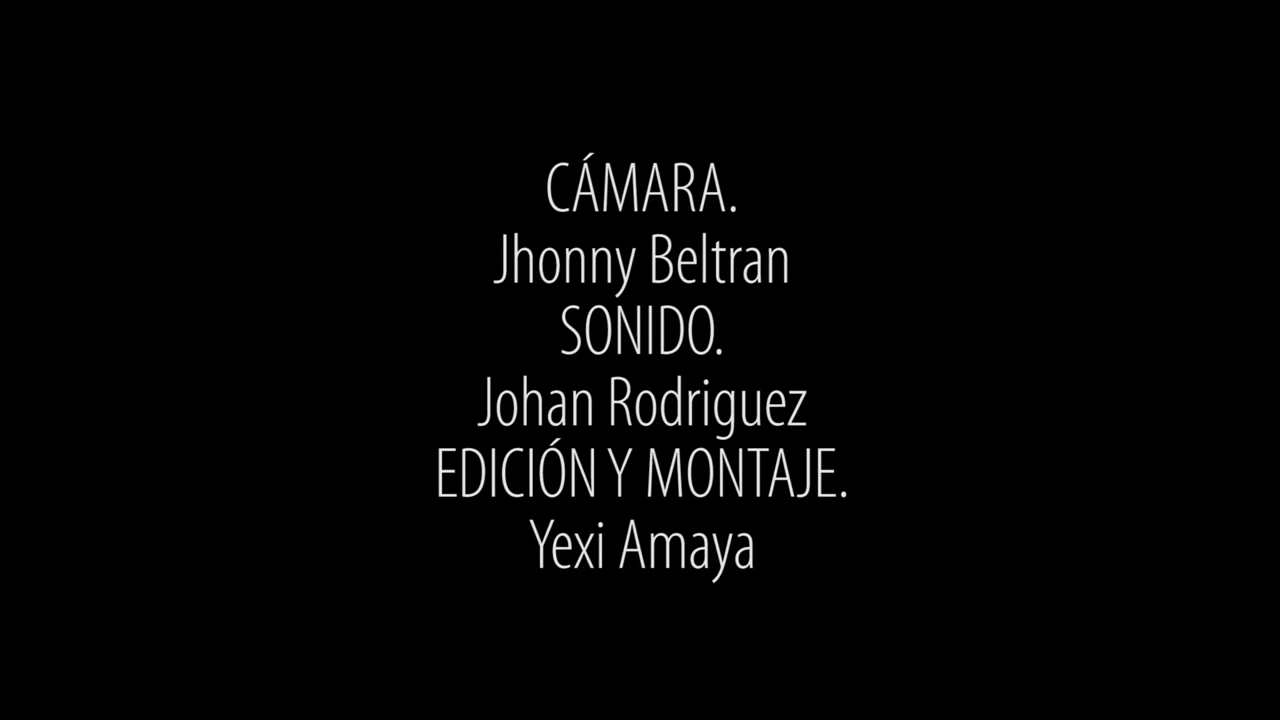 CÁMARA.
Jhonny Beltran
SONIDO.
Johan Rodriguez
EDICIÓN Y MONTAJE.
Yexi Amaya